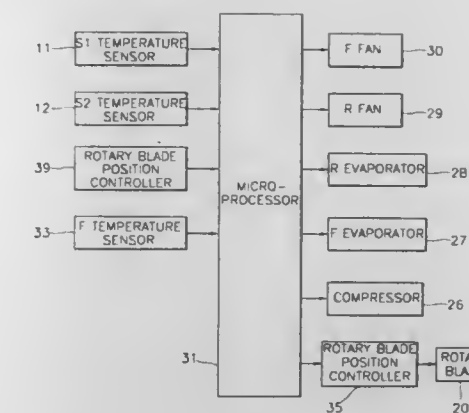 11
S1 TEMPERATURE
SENSOR
F FAN
30
12
S2 TEMPERATURE
SENSOR
R FAN
29
39
ROTARY BLADE
POSITION
CONTROLLER
MICRO-
PROCESSOR
R EVAPORATOR
28
33
F TEMPERATURE
SENSOR
F EVAPORATOR
27
COMPRESSOR
26
31
ROTARY BLADE
POSITION
CONTROLLER
35
20